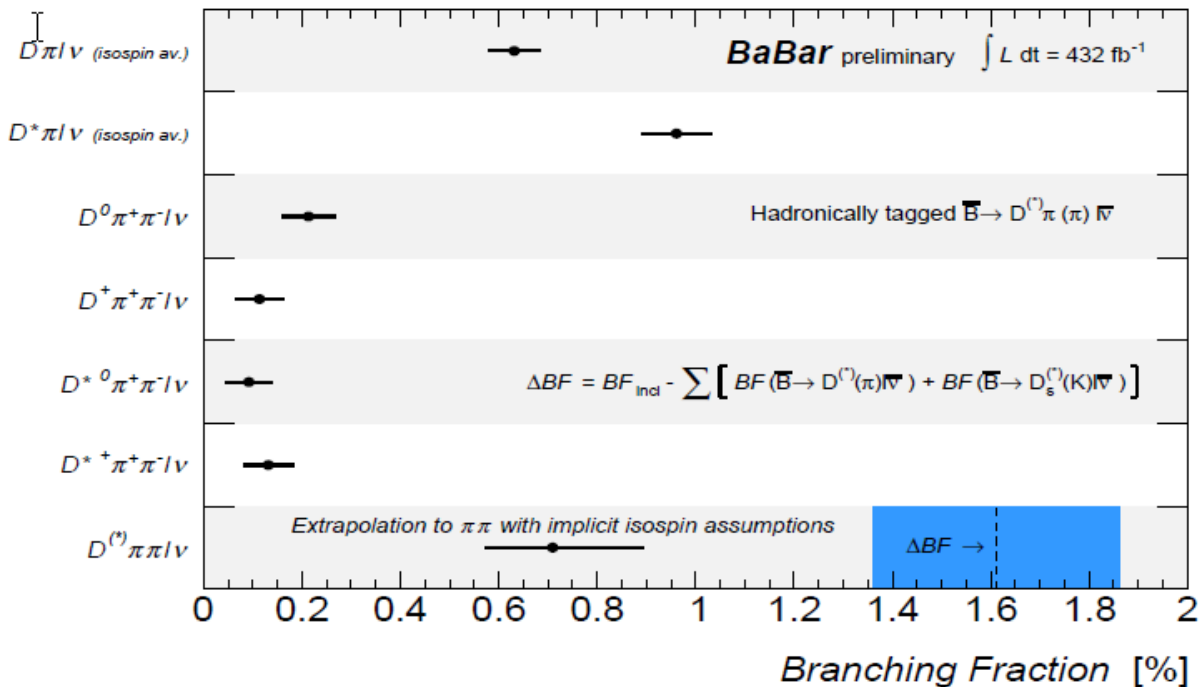 Dπlν (isospin av.)
BaBar preliminary ∫ L dt = 432 fb⁻¹
D*πlν (isospin av.)
D⁰π⁺π⁻lν
Hadronically tagged B̅→ D⁽*⁾π (π) lν̅
D⁺π⁺π⁻lν
D*⁰π⁺π⁻lν
ΔBF = BF_Incl - ∑ [ BF(B̅→ D⁽*⁾(π)lν̅) + BF(B̅→ D_s⁽*⁾(K)lν̅) ]
D*⁺π⁺π⁻lν
Extrapolation to ππ with implicit isospin assumptions
D⁽*⁾ππlν
ΔBF →
0 0.2 0.4 0.6 0.8 1 1.2 1.4 1.6 1.8 2
Branching Fraction [%]